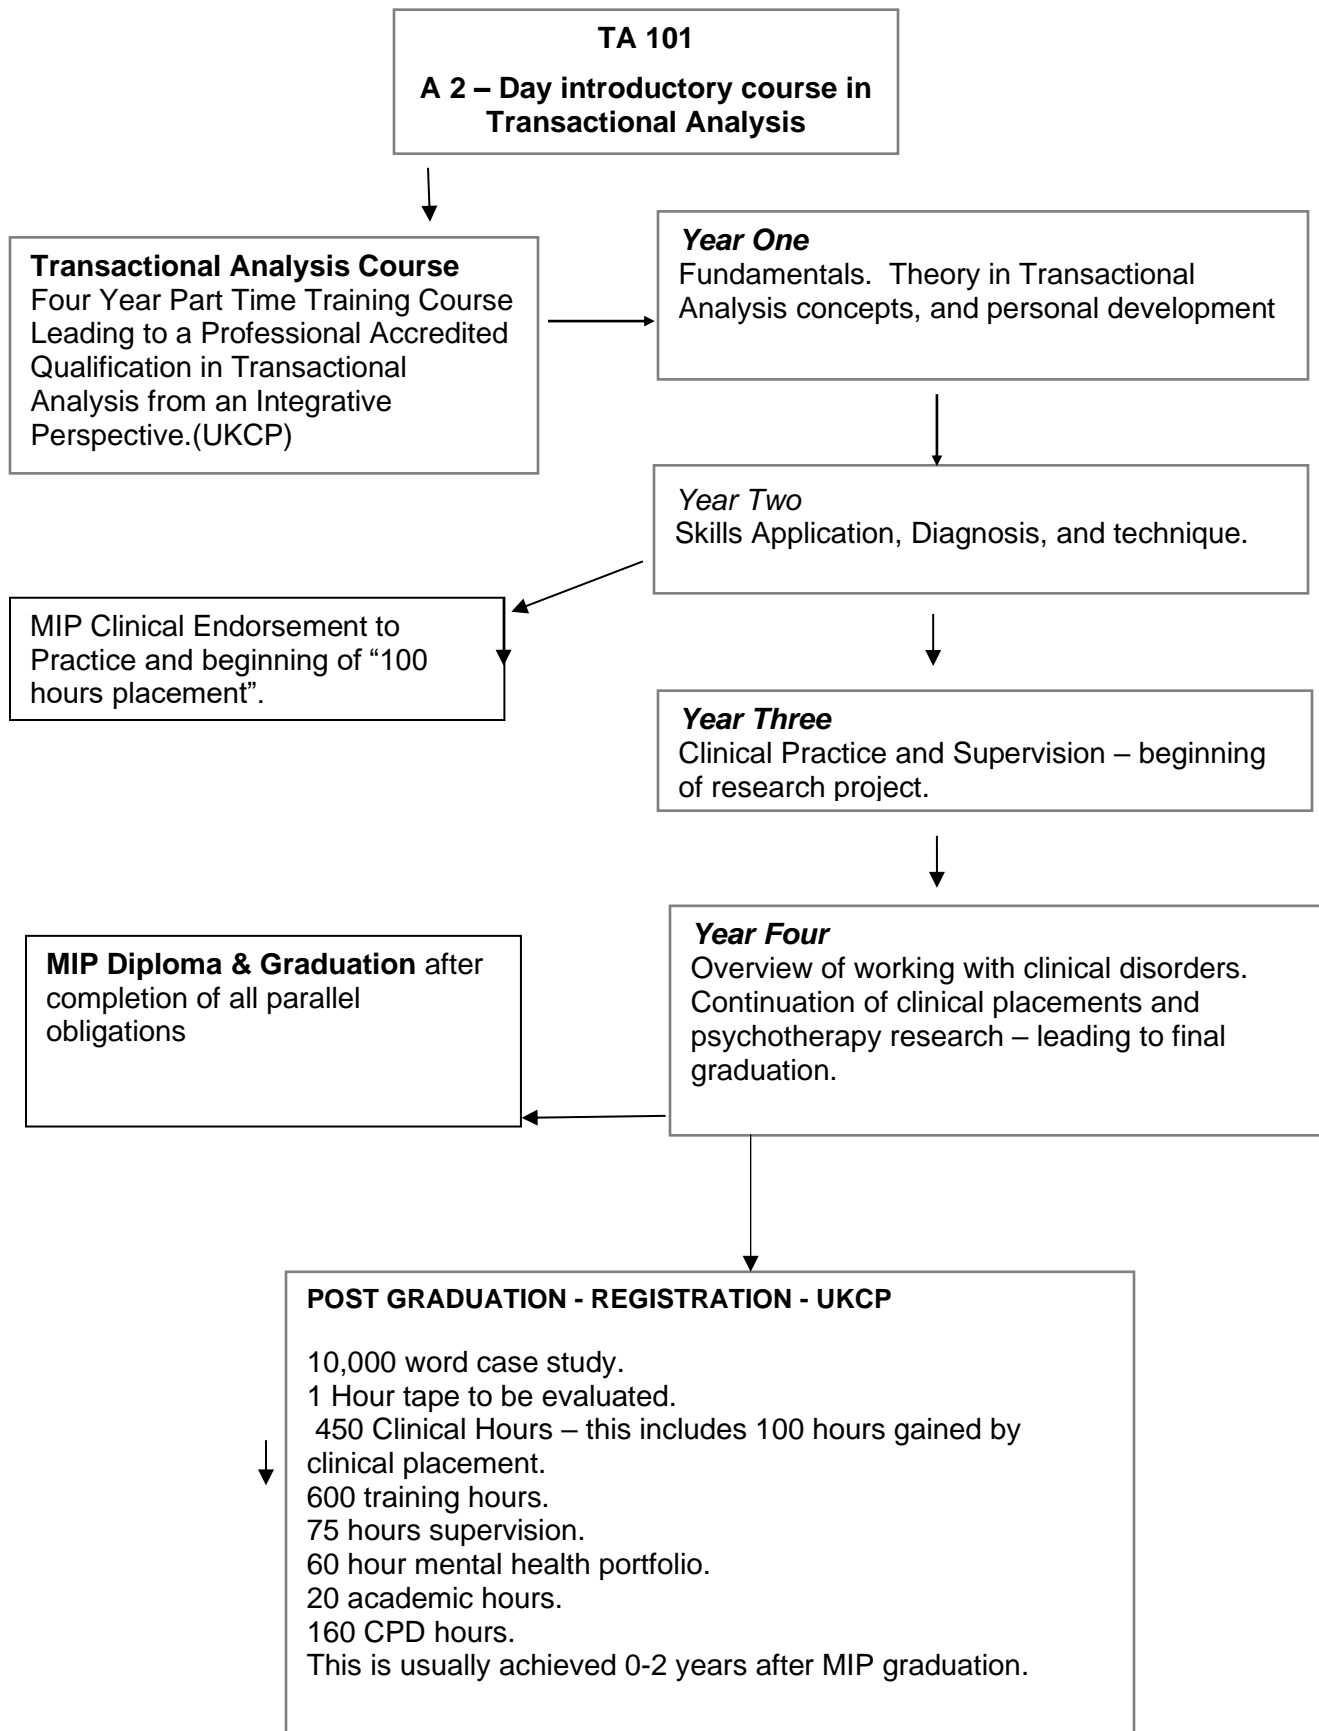 TA 101
A 2 – Day introductory course in
Transactional Analysis
Transactional Analysis Course
Four Year Part Time Training Course
Leading to a Professional Accredited
Qualification in Transactional
Analysis from an Integrative
Perspective.(UKCP)
Year One
Fundamentals.  Theory in Transactional
Analysis concepts, and personal development
Year Two
Skills Application, Diagnosis, and technique.
MIP Clinical Endorsement to
Practice and beginning of “100
hours placement”.
Year Three
Clinical Practice and Supervision – beginning
of research project.
Year Four
Overview of working with clinical disorders.
Continuation of clinical placements and
psychotherapy research – leading to final
graduation.
MIP Diploma & Graduation after
completion of all parallel
obligations
POST GRADUATION - REGISTRATION - UKCP
10,000 word case study.
1 Hour tape to be evaluated.
450 Clinical Hours – this includes 100 hours gained by
clinical placement.
600 training hours.
75 hours supervision.
60 hour mental health portfolio.
20 academic hours.
160 CPD hours.
This is usually achieved 0-2 years after MIP graduation.